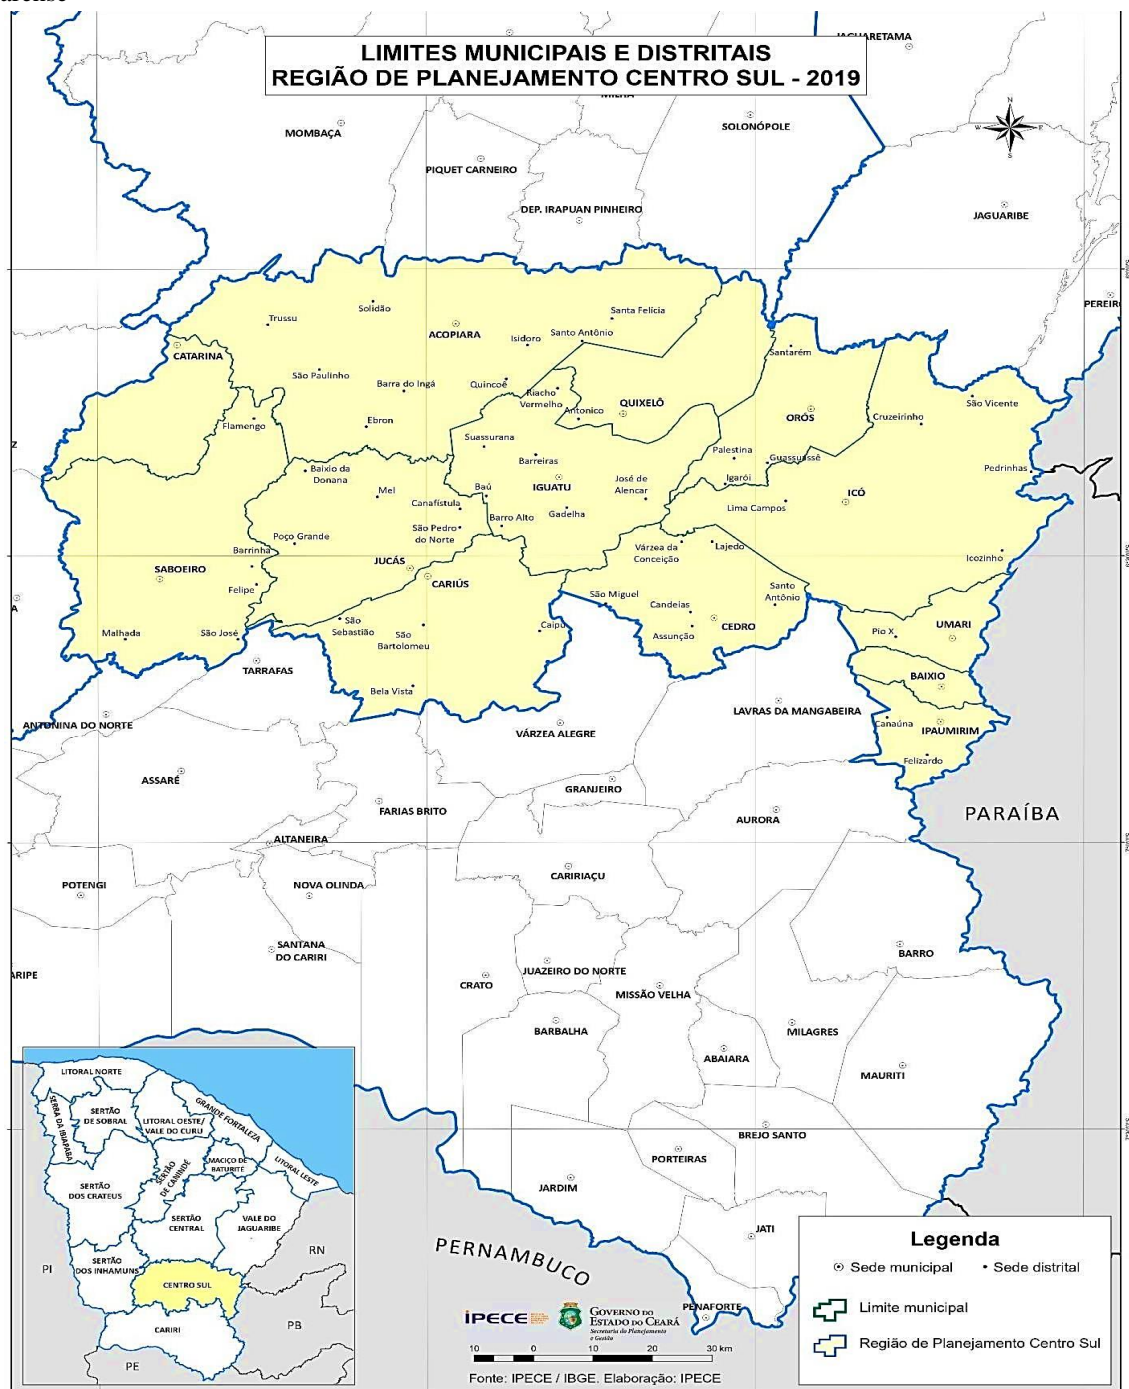 arense
LIMITES MUNICIPAIS E DISTRITAIS
REGIÃO DE PLANEJAMENTO CENTRO SUL - 2019
JAGUARETAMA
MILHÃ
SOLONÓPOLE
MOMBAÇA
PIQUET CARNEIRO
DEP. IRAPUAN PINHEIRO
JAGUARIBE
PEREIRO
Solidão
Trussu
ACOPIARA
Santa Felícia
Isidoro
Santo Antônio
CATARINA
Santarém
São Paulinho
Barra do Ingá
Quincoê
Riacho
Vermelho
QUIXELÔ
Antonico
ORÓS
Cruzeirinho
São Vicente
Flamengo
Ebron
Suassurana
Barreiras
Palestina
Guassussê
Pedrinhas
Baixio da
Donana
Mel
Baú
IGUATU
José de
Alencar
Igarói
ICÓ
Canafístula
Lima Campos
Gadelha
Barro Alto
São Pedro
do Norte
Poço Grande
Barrinha
Várzea da
Conceição
Lajedo
Icozinho
JUCÁS
CARIÚS
SABOEIRO
Felipe
São Miguel
Candeias
Santo
Antônio
Assunção
CEDRO
UMARI
Pio X
Malhada
São José
São
Sebastião
São
Bartolomeu
Caipu
TARRAFAS
BAIXIO
Bela Vista
LAVRAS DA MANGABEIRA
ANTONINA DO NORTE
VÁRZEA ALEGRE
Canaúna
IPAUMIRIM
Felizardo
ASSARÉ
GRANJEIRO
FARIAS BRITO
AURORA
PARAÍBA
ALTANEIRA
CARIRIAÇU
POTENGI
NOVA OLINDA
SANTANA
DO CARIRI
BARRO
ARIPE
CRATO
JUAZEIRO DO NORTE
MISSÃO VELHA
BARBALHA
MILAGRES
ABAIARA
MAURITI
BREJO SANTO
PORTEIRAS
JARDIM
JATI
PENAFORTE
PERNAMBUCO
LITORAL NORTE
SERRA DA IBIAPABA
SERTÃO
DE SOBRAL
LITORAL OESTE/
VALE DO CURU
GRANDE FORTALEZA
LITORAL LESTE
MACIÇO DE
BATURITÉ
SERTÃO
DE CANINDÉ
SERTÃO
DOS CRATEUS
SERTÃO
CENTRAL
VALE DO
JAGUARIBE
SERTÃO
DOS INHAMUNS
CENTRO SUL
CARIRI
PI
RN
PB
PE
Legenda
Sede municipal
Sede distrital
Limite municipal
Região de Planejamento Centro Sul
IPECE
GOVERNO DO
ESTADO DO CEARÁ
Secretaria do Planejamento
e Gestão
10 0 10 20 30 km
Fonte: IPECE / IBGE. Elaboração: IPECE
N
W
E
S